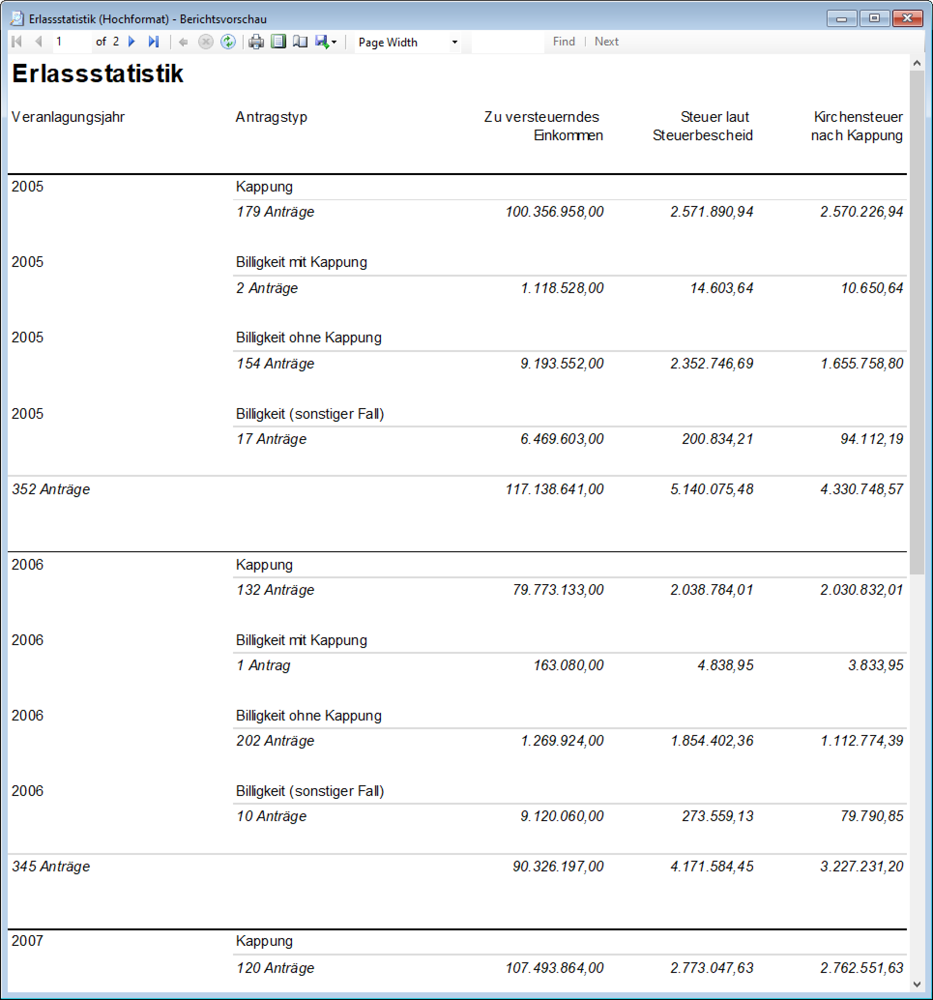 Erlassstatistik (Hochformat) - Berichtsvorschau
1 of 2 Page Width Find | Next
Erlassstatistik
Veranlagungsjahr Antragstyp Zu versteuerndes Steuer laut Kirchensteuer
Einkommen Steuerbescheid nach Kappung
2005 Kappung
179 Anträge 100.356.958,00 2.571.890,94 2.570.226,94
2005 Billigkeit mit Kappung
2 Anträge 1.118.528,00 14.603,64 10.650,64
2005 Billigkeit ohne Kappung
154 Anträge 9.193.552,00 2.352.746,69 1.655.758,80
2005 Billigkeit (sonstiger Fall)
17 Anträge 6.469.603,00 200.834,21 94.112,19
352 Anträge 117.138.641,00 5.140.075,48 4.330.748,57
2006 Kappung
132 Anträge 79.773.133,00 2.038.784,01 2.030.832,01
2006 Billigkeit mit Kappung
1 Antrag 163.080,00 4.838,95 3.833,95
2006 Billigkeit ohne Kappung
202 Anträge 1.269.924,00 1.854.402,36 1.112.774,39
2006 Billigkeit (sonstiger Fall)
10 Anträge 9.120.060,00 273.559,13 79.790,85
345 Anträge 90.326.197,00 4.171.584,45 3.227.231,20
2007 Kappung
120 Anträge 107.493.864,00 2.773.047,63 2.762.551,63